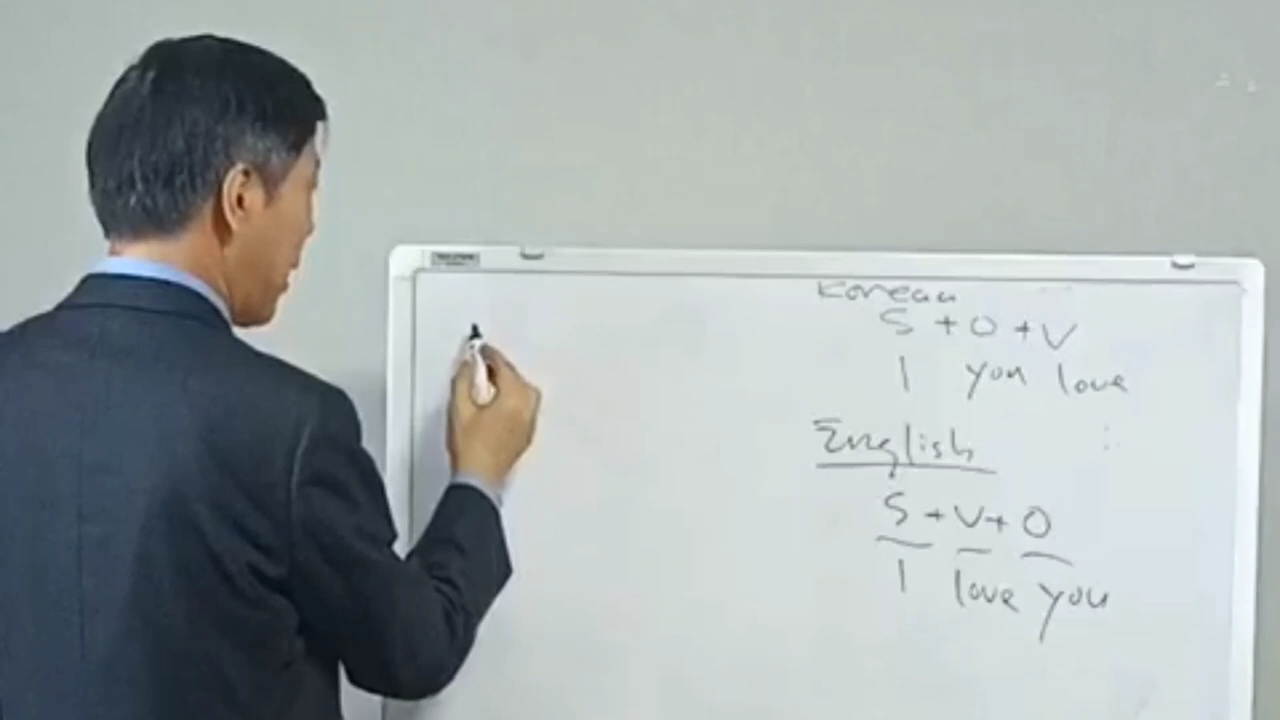 Korean
S + O + V
I you love
English
S + V + O
I love you